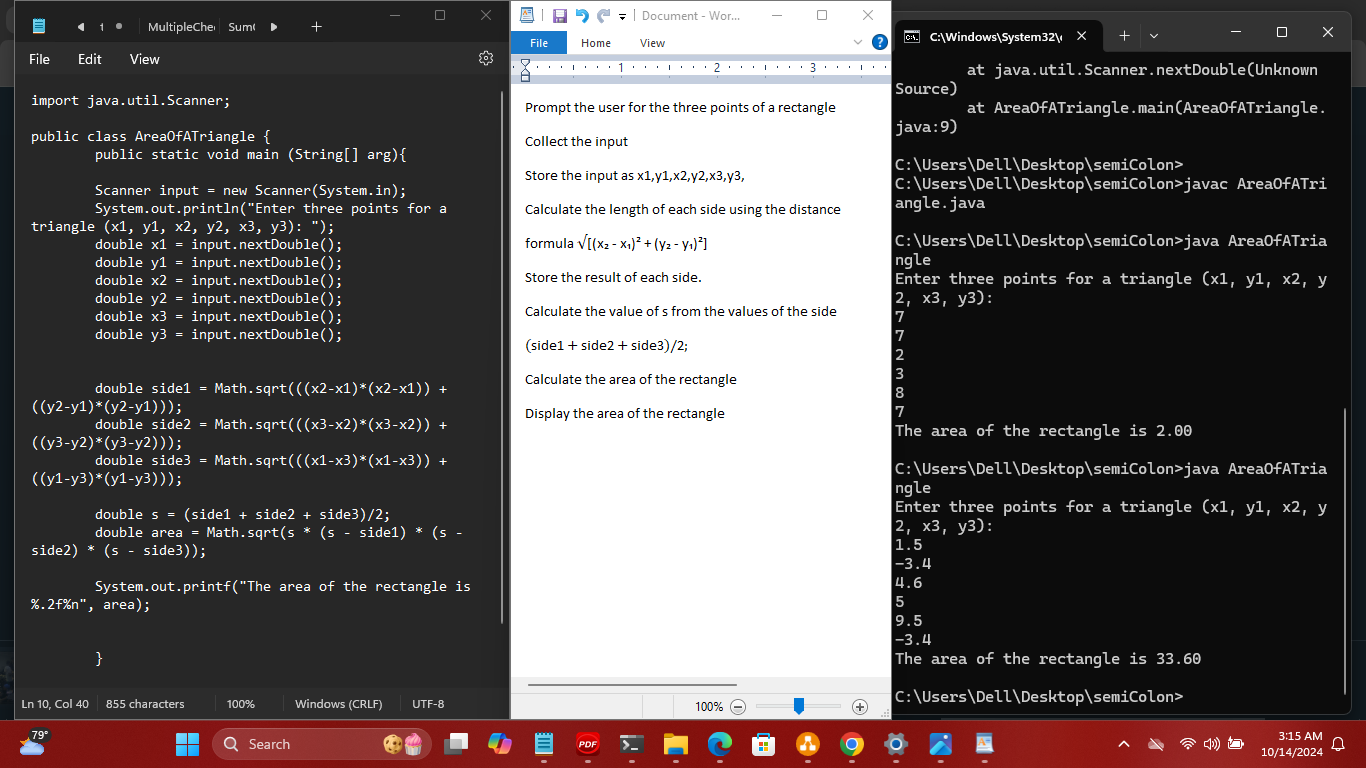 t
MultipleChe
Sum
File Edit View
import java.util.Scanner;
public class AreaOfATriangle {
public static void main (String[] arg){
Scanner input = new Scanner(System.in);
System.out.println("Enter three points for a
triangle (x1, y1, x2, y2, x3, y3): ");
double x1 = input.nextDouble();
double y1 = input.nextDouble();
double x2 = input.nextDouble();
double y2 = input.nextDouble();
double x3 = input.nextDouble();
double y3 = input.nextDouble();
double side1 = Math.sqrt(((x2-x1)*(x2-x1)) +
((y2-y1)*(y2-y1)));
double side2 = Math.sqrt(((x3-x2)*(x3-x2)) +
((y3-y2)*(y3-y2)));
double side3 = Math.sqrt(((x1-x3)*(x1-x3)) +
((y1-y3)*(y1-y3)));
double s = (side1 + side2 + side3)/2;
double area = Math.sqrt(s * (s - side1) * (s -
side2) * (s - side3));
System.out.printf("The area of the rectangle is
%.2f%n", area);
}
Ln 10, Col 40 855 characters 100% Windows (CRLF) UTF-8
Document - Wor...
File Home View
1 2 3
Prompt the user for the three points of a rectangle
Collect the input
Store the input as x1,y1,x2,y2,x3,y3,
Calculate the length of each side using the distance
formula √[(x₂ - x₁)² + (y₂ - y₁)²]
Store the result of each side.
Calculate the value of s from the values of the side
(side1 + side2 + side3)/2;
Calculate the area of the rectangle
Display the area of the rectangle
100%
C:\Windows\System32\
at java.util.Scanner.nextDouble(Unknown
Source)
at AreaOfATriangle.main(AreaOfATriangle.
java:9)
C:\Users\Dell\Desktop\semiColon>
C:\Users\Dell\Desktop\semiColon>javac AreaOfATri
angle.java
C:\Users\Dell\Desktop\semiColon>java AreaOfATria
ngle
Enter three points for a triangle (x1, y1, x2, y
2, x3, y3):
7
7
2
3
8
7
The area of the rectangle is 2.00
C:\Users\Dell\Desktop\semiColon>java AreaOfATria
ngle
Enter three points for a triangle (x1, y1, x2, y
2, x3, y3):
1.5
-3.4
4.6
5
9.5
-3.4
The area of the rectangle is 33.60
C:\Users\Dell\Desktop\semiColon>
79°
Search
PDF
3:15 AM
10/14/2024